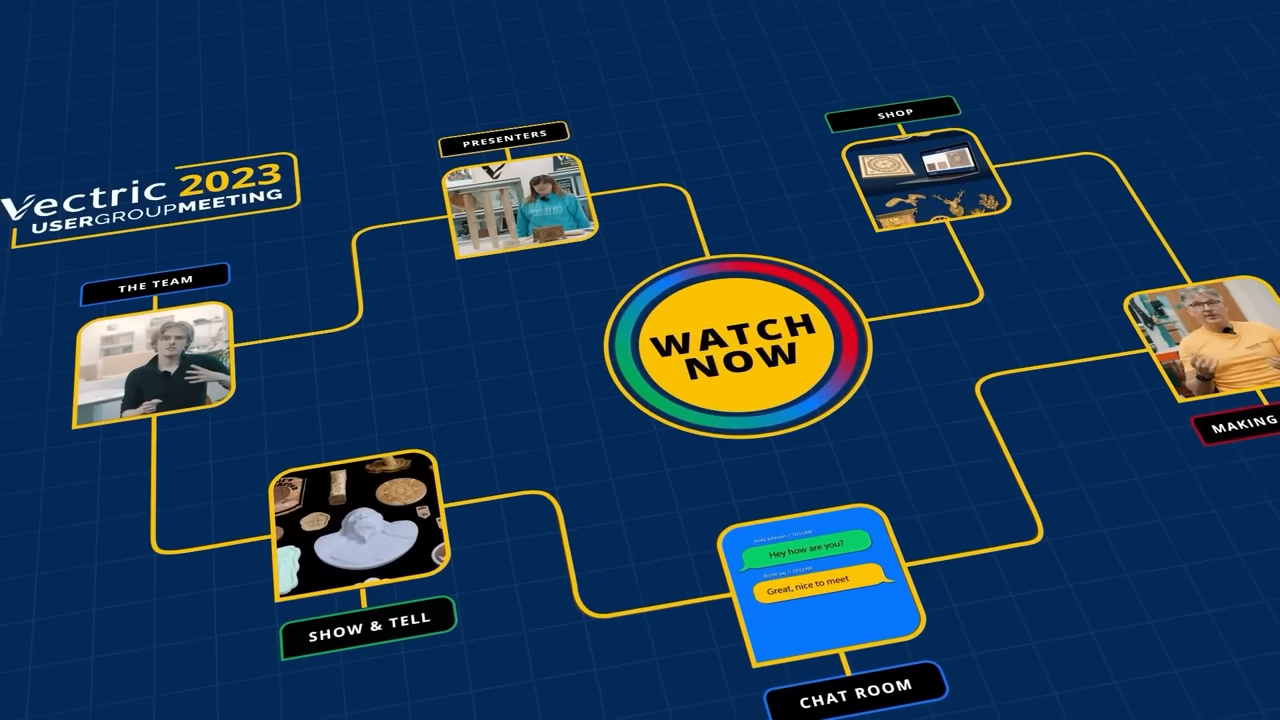 Vectric 2023
USERGROUPMEETING
PRESENTERS
SHOP
THE TEAM
WATCH
NOW
MAKING
SHOW & TELL
Hey how are you?
Great, nice to meet
CHAT ROOM